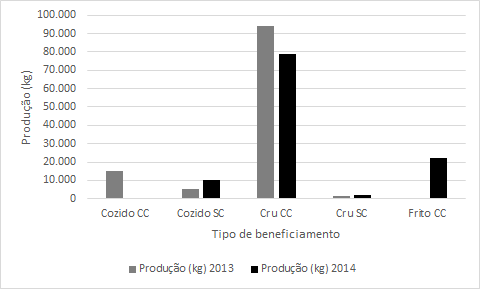 100.000
90.000
80.000
70.000
60.000
50.000
40.000
30.000
20.000
10.000
0
Produção (kg)
Cozido CC Cozido SC Cru CC Cru SC Frito CC
Tipo de beneficiamento
Produção (kg) 2013 Produção (kg) 2014